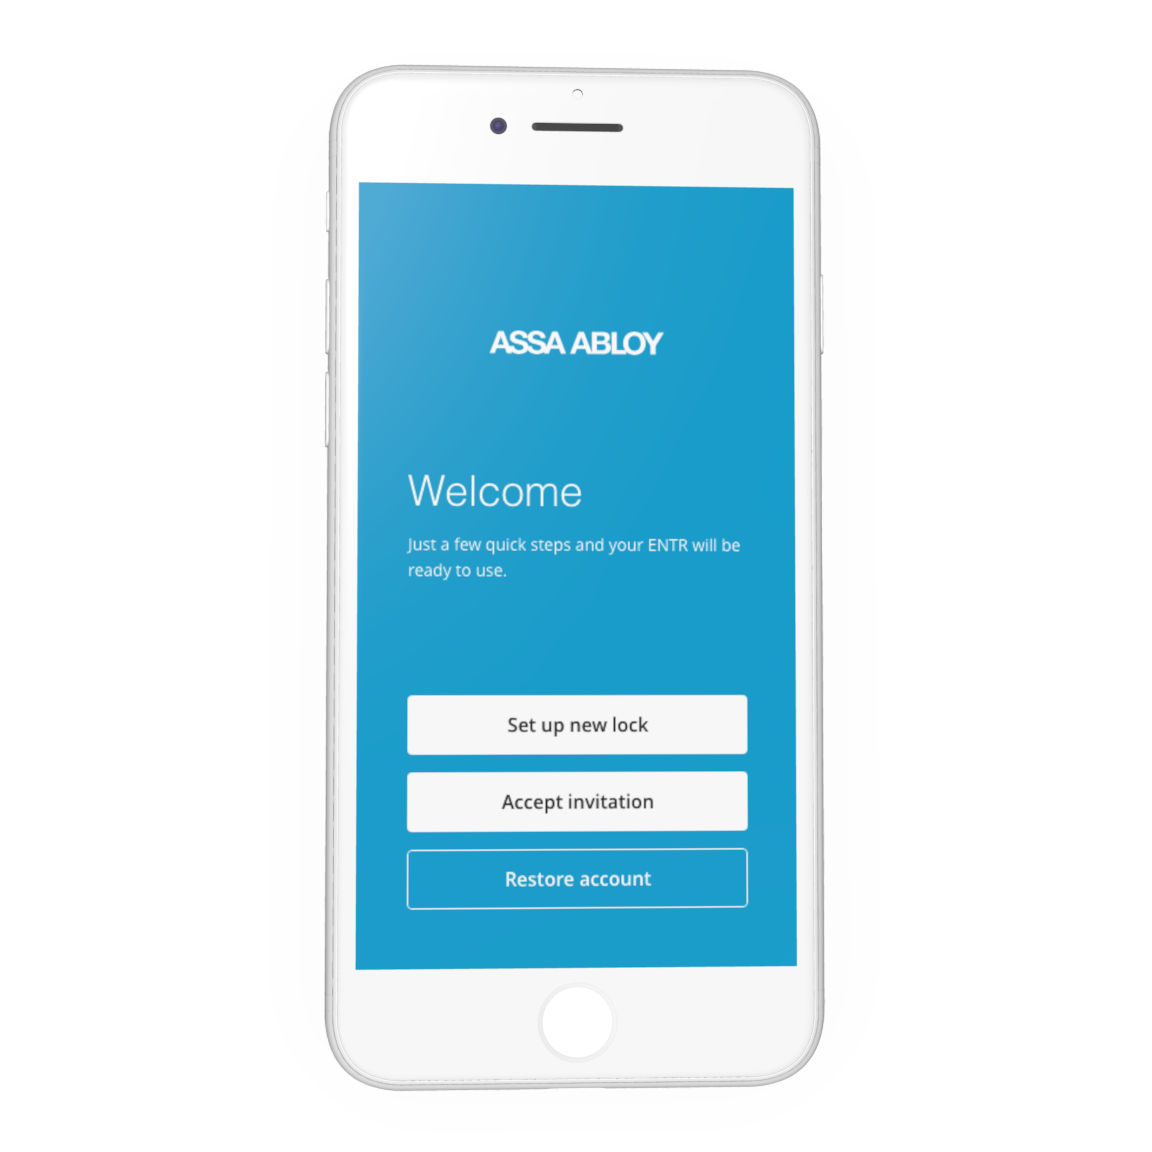 ASSA ABLOY
Welcome
Just a few quick steps and your ENTR will be
ready to use.
Set up new lock
Accept invitation
Restore account